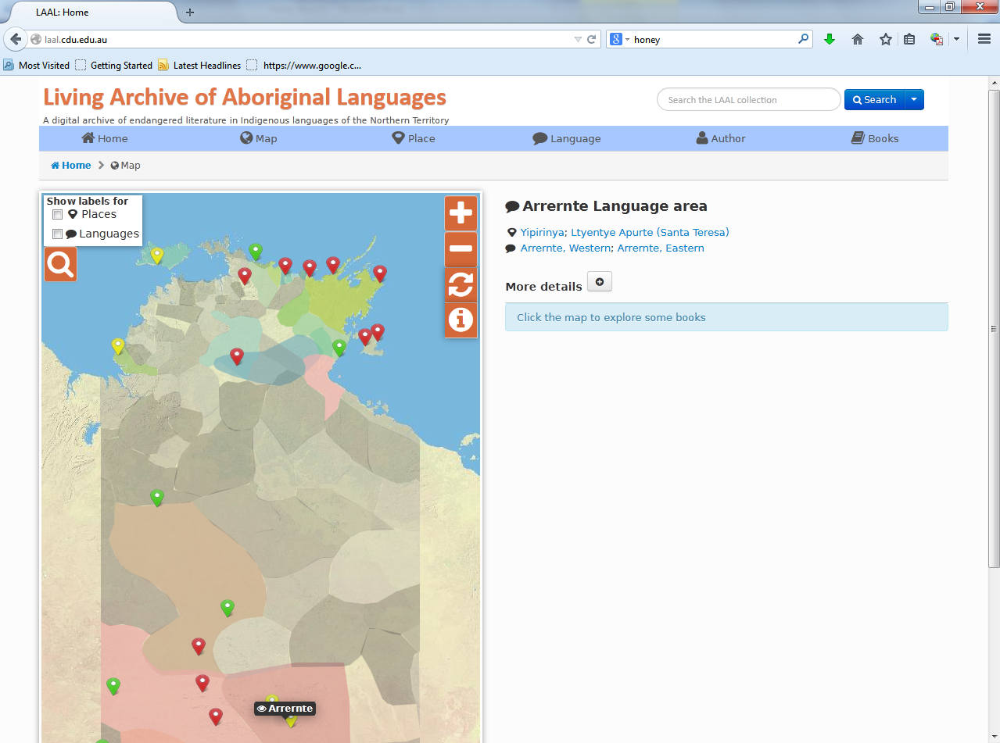 LAAL: Home
laal.cdu.edu.au
honey
Most Visited Getting Started Latest Headlines https://www.google.c...
Living Archive of Aboriginal Languages
A digital archive of endangered literature in Indigenous languages of the Northern Territory
Search the LAAL collection
Search
Home Map Place Language Author Books
Home Map
Show labels for
Places
Languages
Arrernte
Arrernte Language area
Yipirinya; Ltyentye Apurte (Santa Teresa)
Arrernte, Western; Arrernte, Eastern
More details
Click the map to explore some books